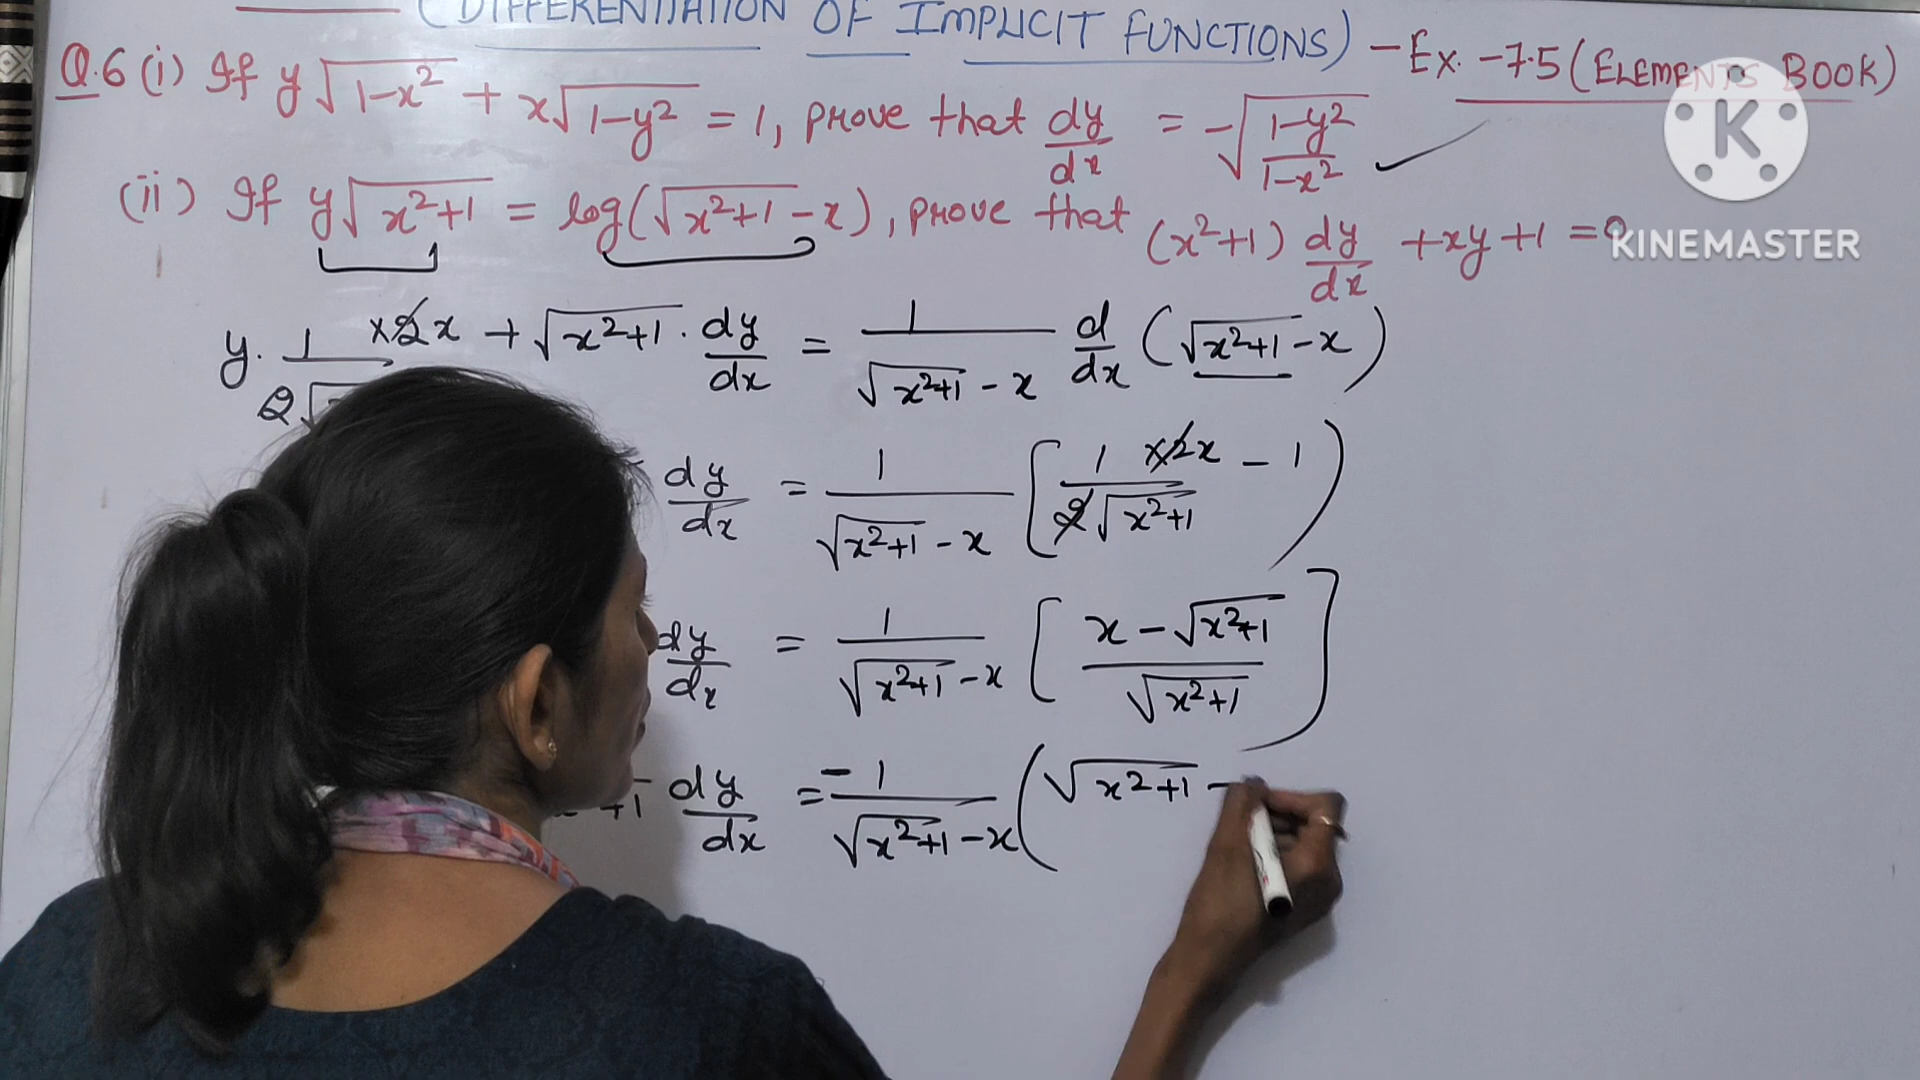 (DIFFERENTIATION OF IMPLICIT FUNCTIONS) - Ex. - 7.5 (ELEMENTS BOOK)
Q.6 (i) If y√(1-x²) + x√(1-y²) = 1, prove that dy/dx = -√((1-y²)/(1-x²)) ✓
(ii) If y√(x²+1) = log(√(x²+1) - x), prove that (x²+1) dy/dx + xy + 1 = 0
K
KINEMASTER
y. 1/2√ ×2x + √(x²+1) . dy/dx = 1/(√(x²+1) - x) d/dx (√(x²+1) - x)
dy/dx = 1/(√(x²+1) - x) [1/(2√(x²+1)) ×2x - 1)
dy/dx = 1/(√(x²+1) - x) [(x - √(x²+1))/√(x²+1)]
+1 dy/dx = -1/(√(x²+1) - x) (√(x²+1) -